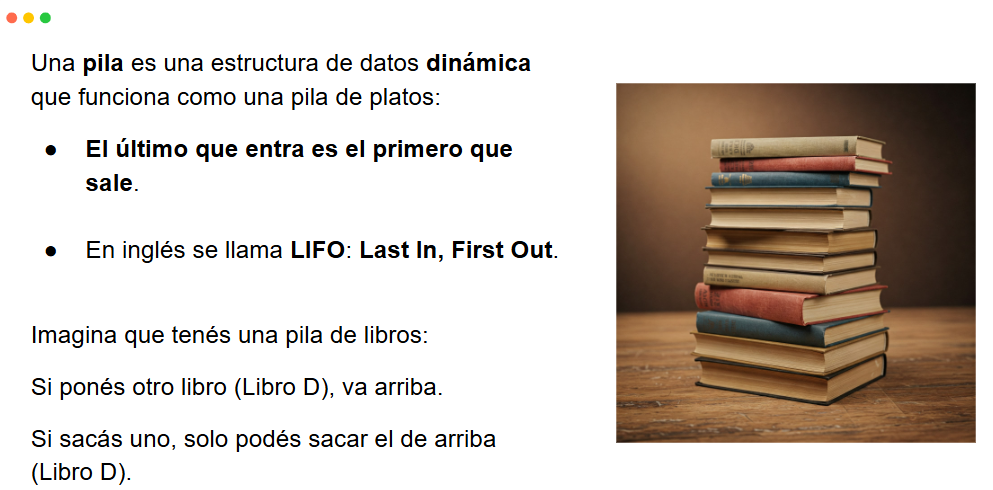 Una pila es una estructura de datos dinámica
que funciona como una pila de platos:
● El último que entra es el primero que
sale.
● En inglés se llama LIFO: Last In, First Out.
Imagina que tenés una pila de libros:
Si ponés otro libro (Libro D), va arriba.
Si sacás uno, solo podés sacar el de arriba
(Libro D).